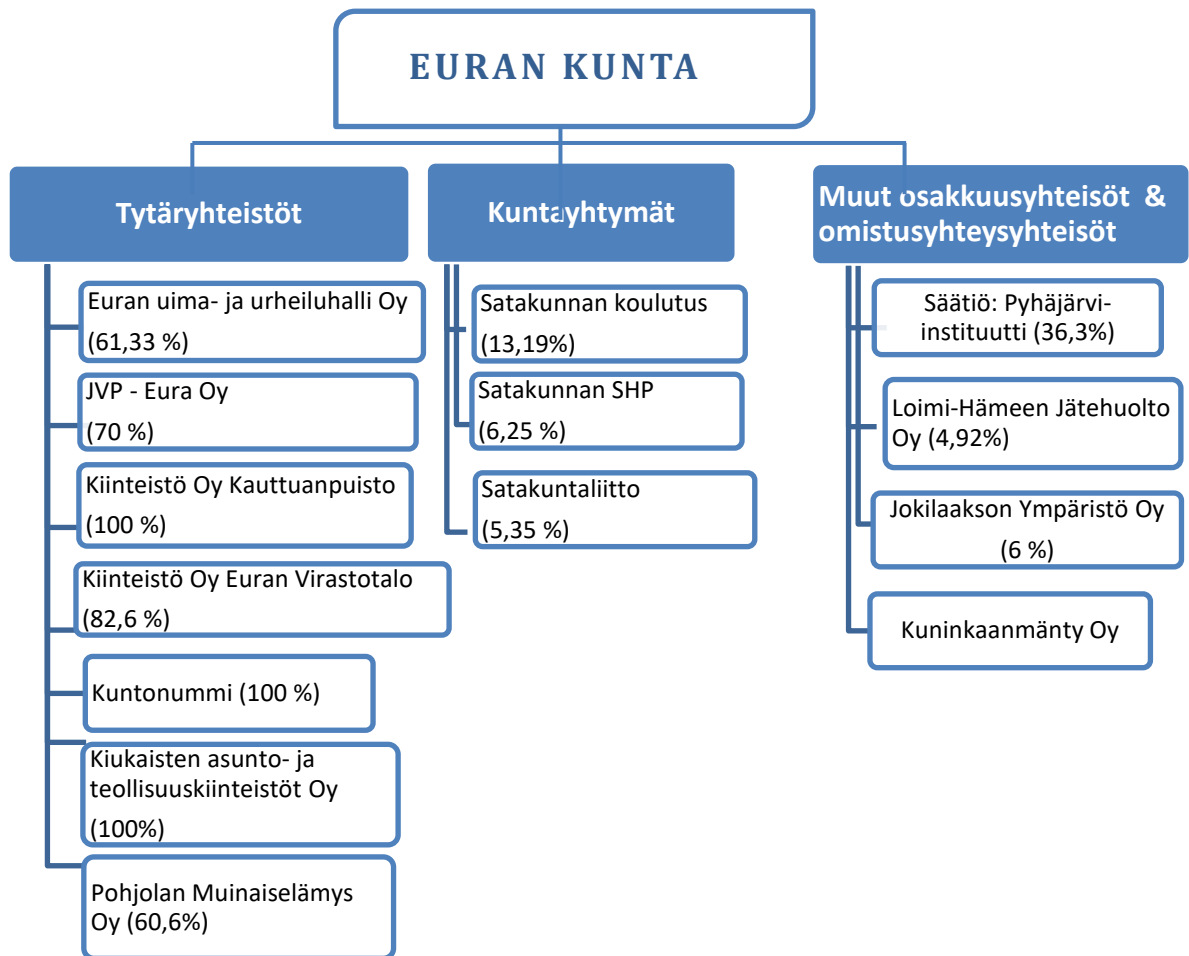 EURAN KUNTA
Tytäryhteistöt
Euran uima- ja urheiluhalli Oy
(61,33 %)
JVP - Eura Oy
(70 %)
Kiinteistö Oy Kauttuanpuisto
(100 %)
Kiinteistö Oy Euran Virastotalo
(82,6 %)
Kuntonummi (100 %)
Kiukaisten asunto- ja
teollisuuskiinteistöt Oy
(100%)
Pohjolan Muinaiselämys
Oy (60,6%)
Kuntayhtymät
Satakunnan koulutus
(13,19%)
Satakunnan SHP
(6,25 %)
Satakuntaliitto
(5,35 %)
Muut osakkuusyhteisöt &
omistusyhteysyhteisöt
Säätiö: Pyhäjärvi-
instituutti (36,3%)
Loimi-Hämeen Jätehuolto
Oy (4,92%)
Jokilaakson Ympäristö Oy
(6 %)
Kuninkaanmänty Oy